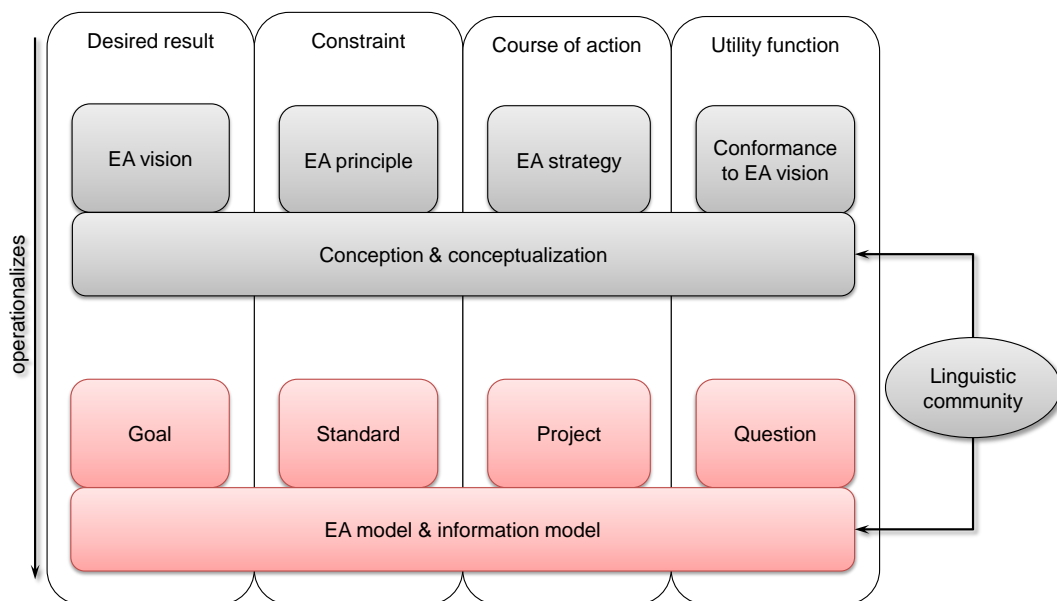 Desired result
Constraint
Course of action
Utility function
EA vision
EA principle
EA strategy
Conformance
to EA vision
Conception & conceptualization
operationalizes
Linguistic
community
Goal
Standard
Project
Question
EA model & information model